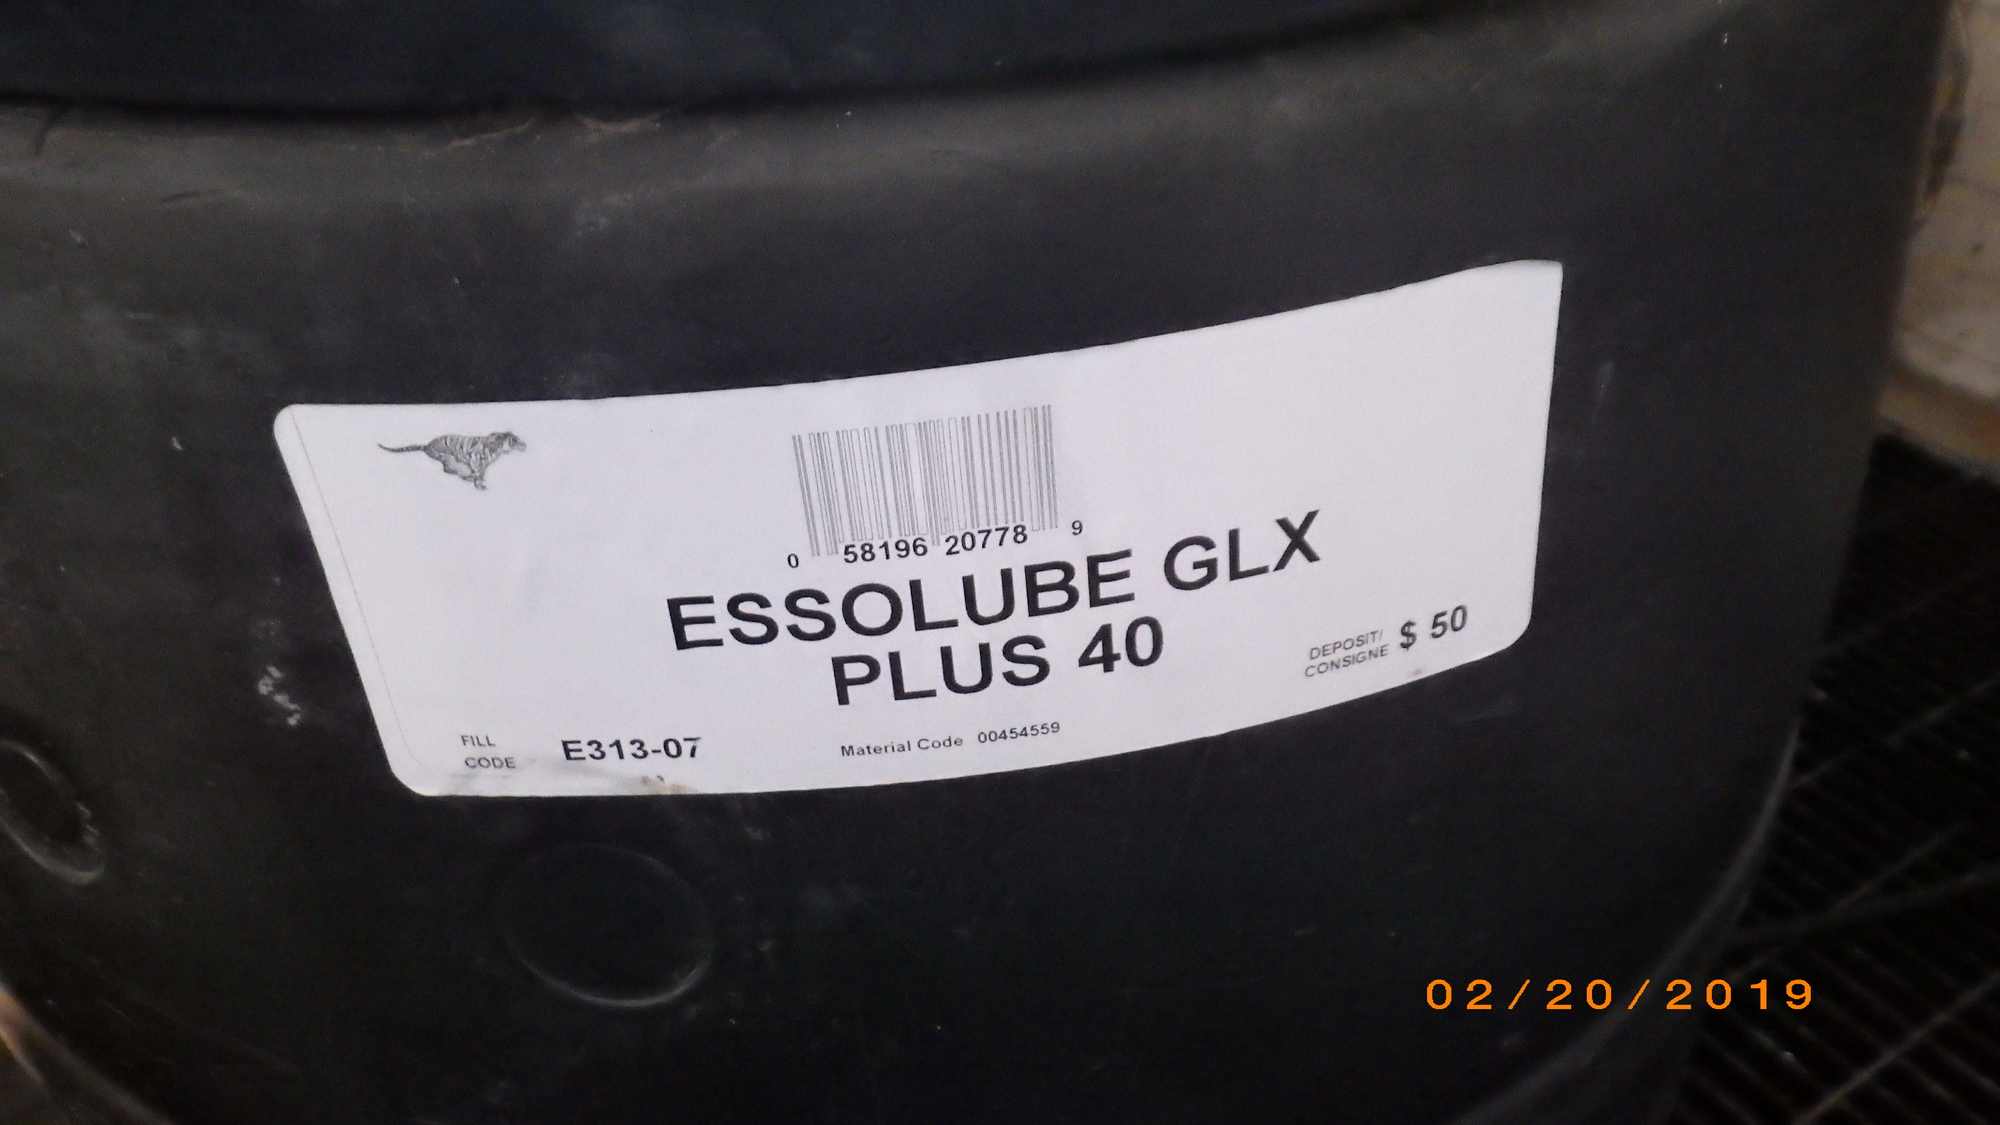 0 58196 20778 9
ESSOLUBE GLX
PLUS 40
DEPOSIT/
CONSIGNE $ 50
FILL
CODE E313-07
Material Code 00454559
02/20/2019